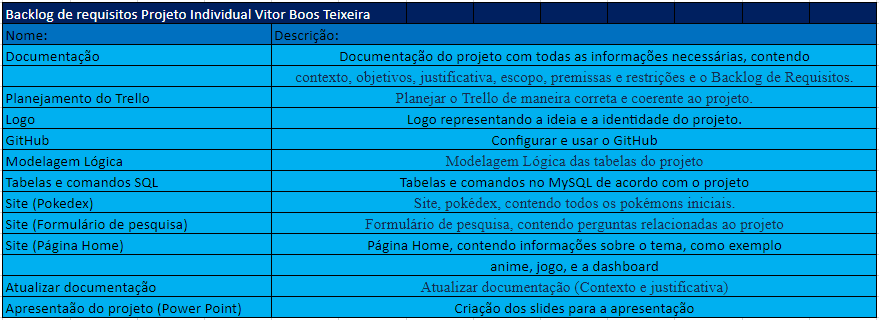 Backlog de requisitos Projeto Individual Vitor Boos Teixeira
Nome: Descrição:
Documentação Documentação do projeto com todas as informações necessárias, contendo
contexto, objetivos, justificativa, escopo, premissas e restrições e o Backlog de Requisitos.
Planejamento do Trello Planejar o Trello de maneira correta e coerente ao projeto.
Logo Logo representando a ideia e a identidade do projeto.
GitHub Configurar e usar o GitHub
Modelagem Lógica Modelagem Lógica das tabelas do projeto
Tabelas e comandos SQL Tabelas e comandos no MySQL de acordo com o projeto
Site (Pokedex) Site, pokédex, contendo todos os pokémons iniciais.
Site (Formulário de pesquisa) Formulário de pesquisa, contendo perguntas relacionadas ao projeto
Site (Página Home) Página Home, contendo informações sobre o tema, como exemplo
anime, jogo, e a dashboard
Atualizar documentação Atualizar documentação (Contexto e justificativa)
Apresentaão do projeto (Power Point) Criação dos slides para a apresentação